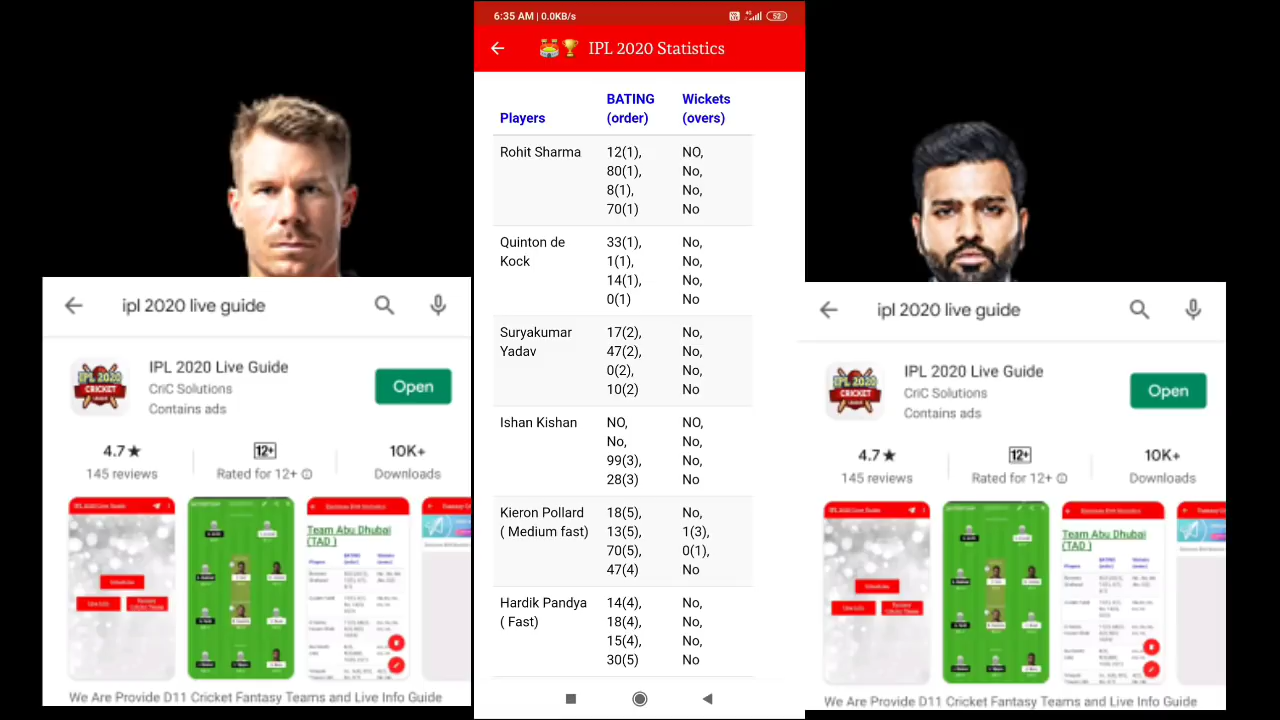 6:35 AM | 0.0KB/s
4G
52
IPL 2020 Statistics
Players
BATING
(order)
Wickets
(overs)
Rohit Sharma
12(1),
80(1),
8(1),
70(1)
NO,
No,
No,
No
Quinton de
Kock
33(1),
1(1),
14(1),
0(1)
No,
No,
No,
No
Suryakumar
Yadav
17(2),
47(2),
0(2),
10(2)
No,
No,
No,
No
Ishan Kishan
NO,
No,
99(3),
28(3)
NO,
No,
No,
No
Kieron Pollard
( Medium fast)
18(5),
13(5),
70(5),
47(4)
No,
1(3),
0(1),
No
Hardik Pandya
( Fast)
14(4),
18(4),
15(4),
30(5)
No,
No,
No,
No
ipl 2020 live guide
IPL 2020
CRICKET
IPL 2020 Live Guide
CriC Solutions
Contains ads
Open
4.7★
145 reviews
12+
Rated for 12+
10K+
Downloads
Team Abu Dhubai
(TAD )
We Are Provide D11 Cricket Fantasy Teams and Live Info Guide
ipl 2020 live guide
IPL 2020
CRICKET
IPL 2020 Live Guide
CriC Solutions
Contains ads
Open
4.7★
145 reviews
12+
Rated for 12+
10K+
Downloads
Team Abu Dhubai
(TAD )
We Are Provide D11 Cricket Fantasy Teams and Live Info Guide